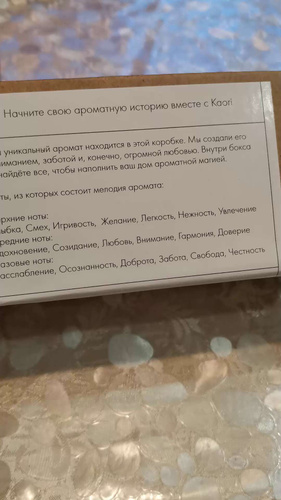 Начните свою ароматную историю вместе с Kaori
уникальный аромат находится в этой коробке. Мы создали его
ниманием, заботой и, конечно, огромной любовью. Внутри бокса
найдёте все, чтобы наполнить ваш дом ароматной магией.
ты, из которых состоит мелодия аромата:
ерхние ноты:
ыбка, Смех, Игривость, Желание, Легкость, Нежность, Увлечение
редние ноты:
дохновение, Созидание, Любовь, Внимание, Гармония, Доверие
азовые ноты:
асслабление, Осознанность, Доброта, Забота, Свобода, Честность